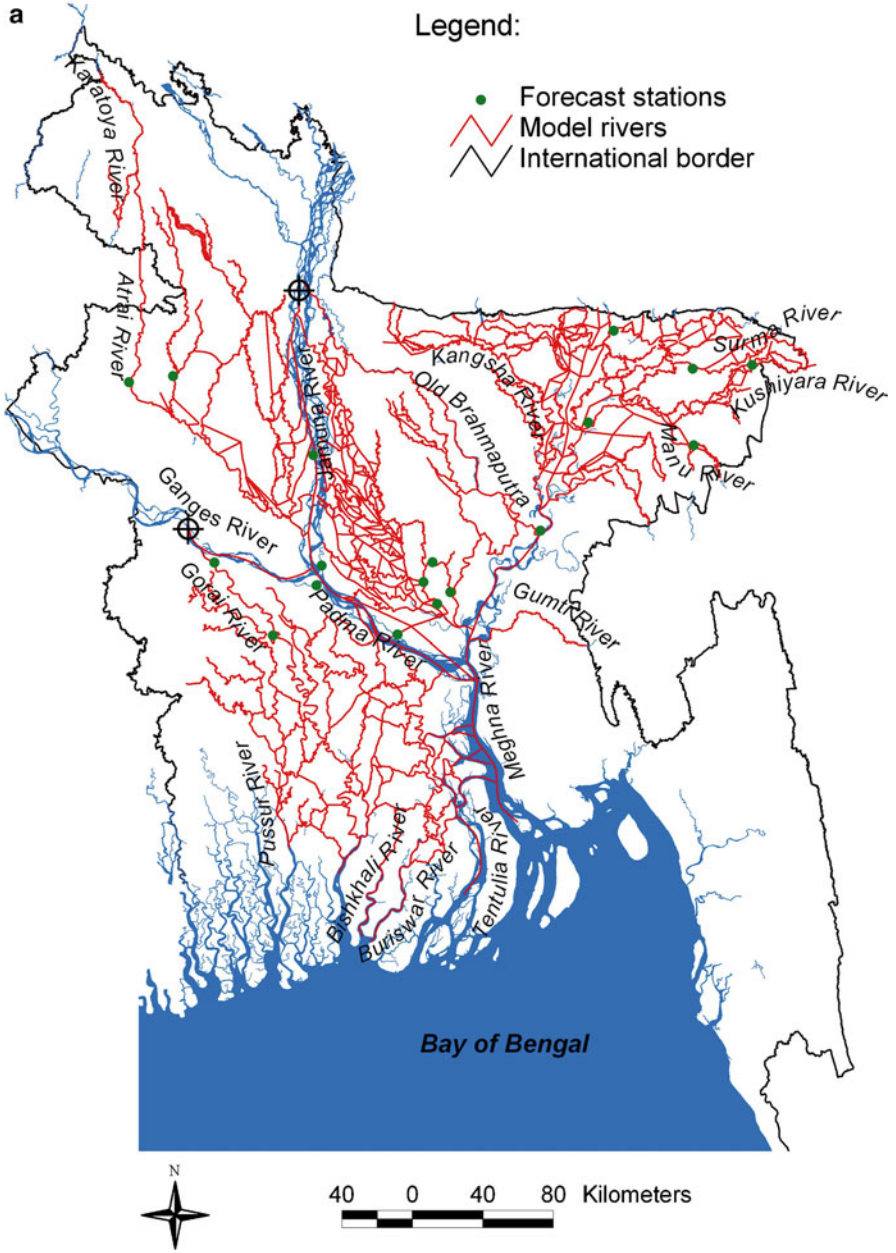 a
Legend:
Forecast stations
Model rivers
International border
Karatoya River
Atrai River
Jamuna River
Kangsha River
Surma River
Kushiyara River
Old Brahmaputra
Manu River
Ganges River
Gorai River
Padma River
Gumti River
Meghna River
Pussur River
Bishkhali River
Buriswar River
Tentulia River
Bay of Bengal
N
40 0 40 80 Kilometers